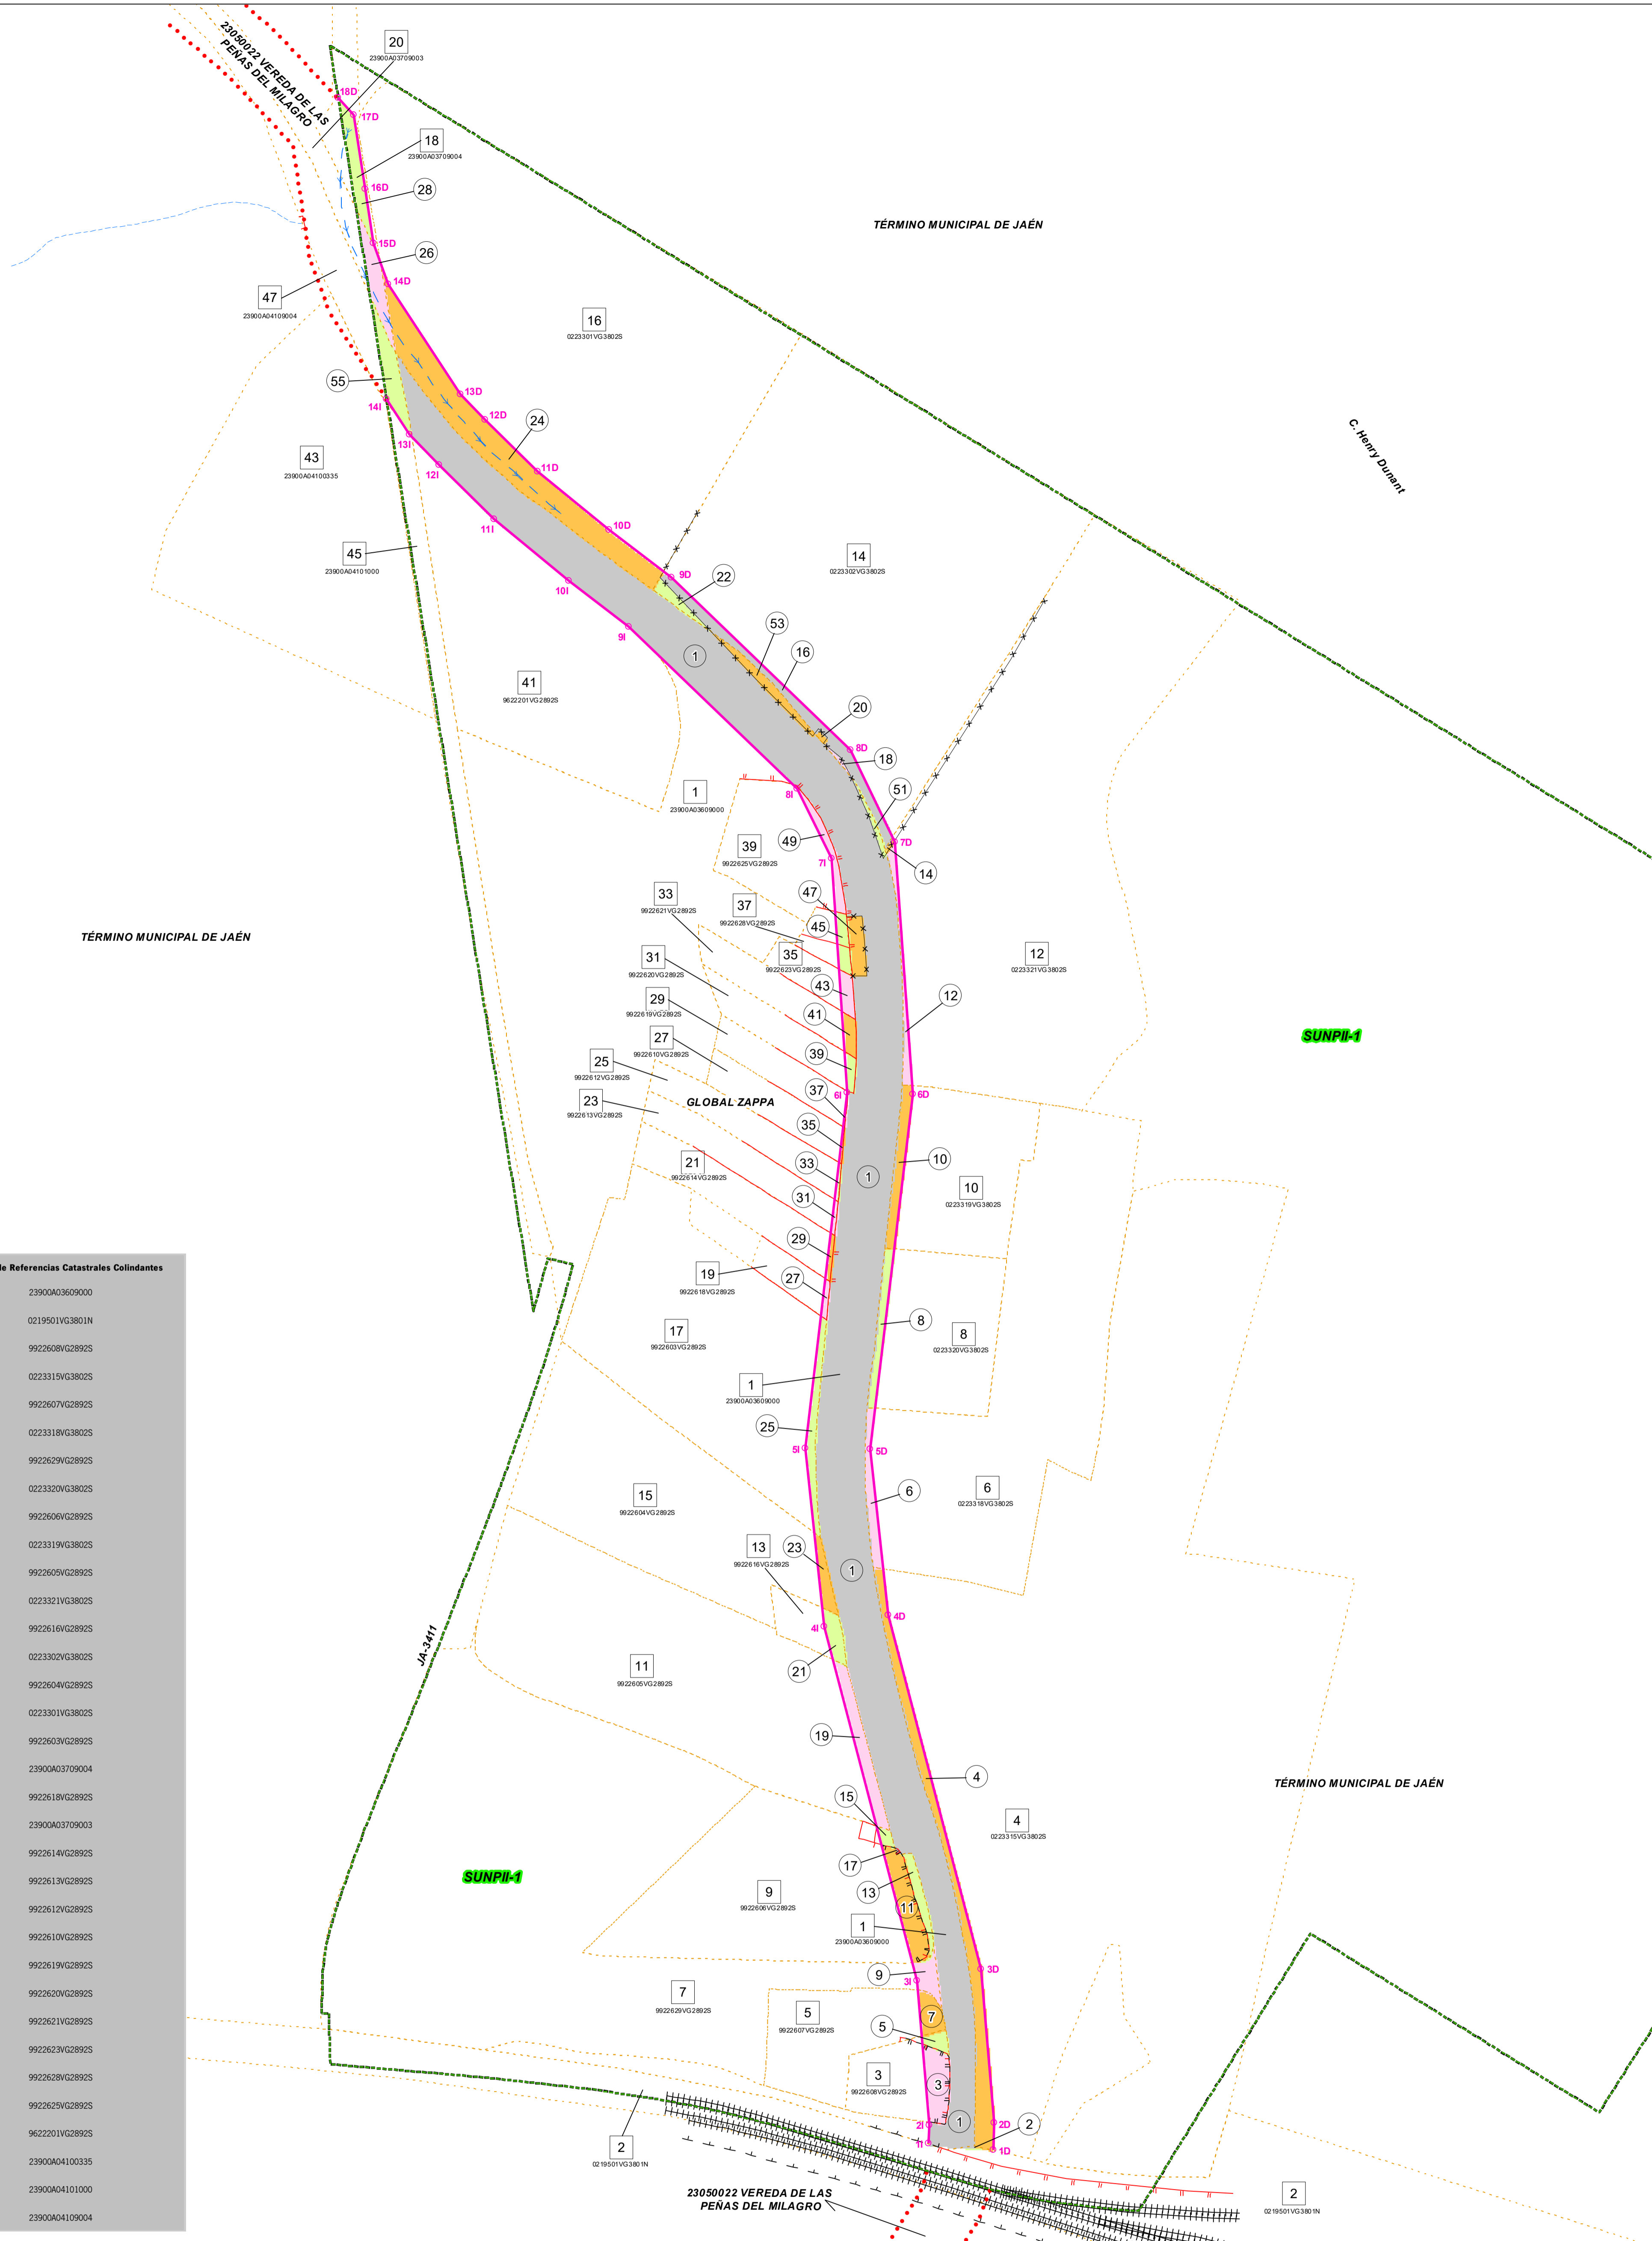 20
23900A03709003
23050022 VEREDA DE LAS
PEÑAS DEL MILAGRO
18D
17D
18
23900A03709004
16D
28
TÉRMINO MUNICIPAL DE JAÉN
15D
26
14D
47
23900A04109004
16
0223301VG3802S
55
14I
13D
12D
24
13I
C. Henry Dunant
43
23900A04100335
12I
11D
11I
10D
45
23900A04101000
14
0223302VG3802S
9D
22
10I
53
9I
1
16
41
9622201VG2892S
20
8D
18
8I
1
23900A03609000
51
49
7D
39
9922625VG2892S
7I
14
47
33
9922621VG2892S
37
9922628VG2892S
45
TÉRMINO MUNICIPAL DE JAÉN
35
9922623VG2892S
12
0223321VG3802S
31
9922620VG2892S
43
12
29
9922619VG2892S
41
SUNPII-1
27
9922610VG2892S
39
25
9922612VG2892S
37
6I
6D
23
9922613VG2892S
GLOBAL ZAPPA
35
21
9922614VG2892S
33
10
1
10
0223319VG3802S
31
29
19
9922618VG2892S
27
8
17
9922603VG2892S
8
0223320VG3802S
1
23900A03609000
25
5I
5D
6
6
0223318VG3802S
15
9922604VG2892S
13
9922616VG2892S
23
1
4D
4I
JA-3411
11
9922605VG2892S
21
19
4
TÉRMINO MUNICIPAL DE JAÉN
15
4
0223315VG3802S
17
SUNPII-1
13
9
9922606VG2892S
11
1
23900A03609000
9
3I
3D
7
9922629VG2892S
5
9922607VG2892S
7
5
3
9922608VG2892S
3
2I
1
2D
2
1I
1D
2
0219501VG3801N
23050022 VEREDA DE LAS
PEÑAS DEL MILAGRO
2
0219501VG3801N
le Referencias Catastrales Colindantes
23900A03609000
0219501VG3801N
9922608VG2892S
0223315VG3802S
9922607VG2892S
0223318VG3802S
9922629VG2892S
0223320VG3802S
9922606VG2892S
0223319VG3802S
9922605VG2892S
0223321VG3802S
9922616VG2892S
0223302VG3802S
9922604VG2892S
0223301VG3802S
9922603VG2892S
23900A03709004
9922618VG2892S
23900A03709003
9922614VG2892S
9922613VG2892S
9922612VG2892S
9922610VG2892S
9922619VG2892S
9922620VG2892S
9922621VG2892S
9922623VG2892S
9922628VG2892S
9922625VG2892S
9622201VG2892S
23900A04100335
23900A04101000
23900A04109004